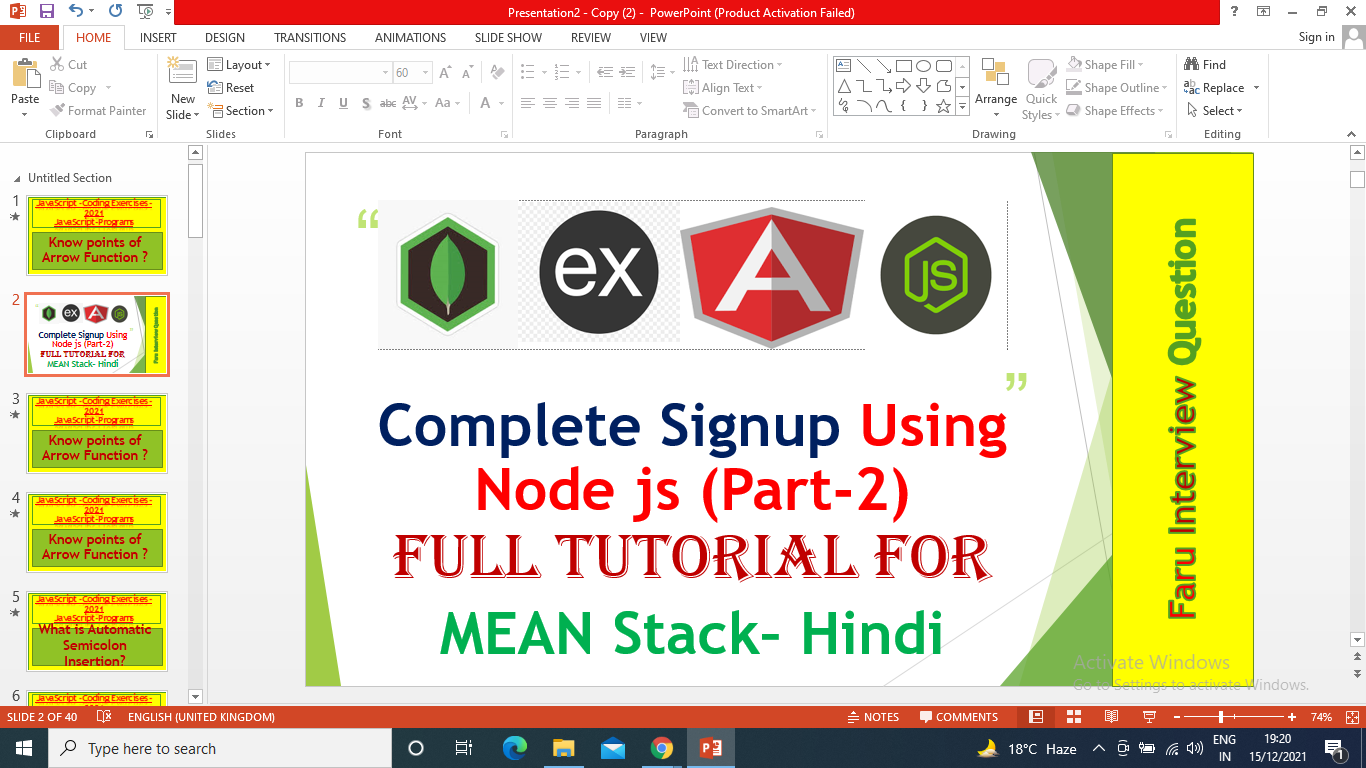 Presentation2 - Copy (2) - PowerPoint (Product Activation Failed)
FILE HOME INSERT DESIGN TRANSITIONS ANIMATIONS SLIDE SHOW REVIEW VIEW Sign in
Paste
Cut
Copy
Format Painter
Clipboard
New
Slide
Layout
Reset
Section
Slides
60
B I U S abc AV Aa A
Font
Text Direction
Align Text
Convert to SmartArt
Paragraph
Arrange
Quick
Styles
Shape Fill
Shape Outline
Shape Effects
Drawing
Find
Replace
Select
Editing
Untitled Section
1
JavaScript -Coding Exercises -
2021
JavaScript-Programs
Know points of
Arrow Function ?
2
ex A JS
Complete Signup Using
Node js (Part-2)
FULL TUTORIAL FOR
MEAN Stack- Hindi
Faru Interview Question
3
JavaScript -Coding Exercises -
2021
JavaScript-Programs
Know points of
Arrow Function ?
4
JavaScript -Coding Exercises -
2021
JavaScript-Programs
Know points of
Arrow Function ?
5
JavaScript -Coding Exercises -
2021
JavaScript-Programs
What is Automatic
Semicolon
Insertion?
6
JavaScript -Coding Exercises -
“
ex A JS
”
Complete Signup Using
Node js (Part-2)
FULL TUTORIAL FOR
MEAN Stack- Hindi
Faru Interview Question
Activate Windows
Go to Settings to activate Windows.
SLIDE 2 OF 40 ENGLISH (UNITED KINGDOM) NOTES COMMENTS 74%
Type here to search
18°C Haze
ENG
IN
19:20
15/12/2021
1